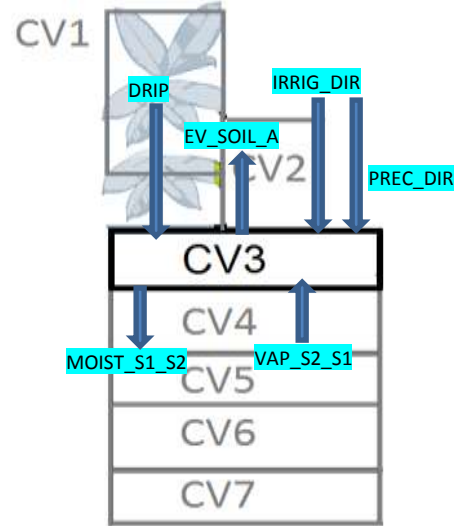 CV1
DRIP
IRRIG_DIR
EV_SOIL_A
CV2
PREC_DIR
CV3
CV4
MOIST_S1_S2
VAP_S2_S1
CV5
CV6
CV7